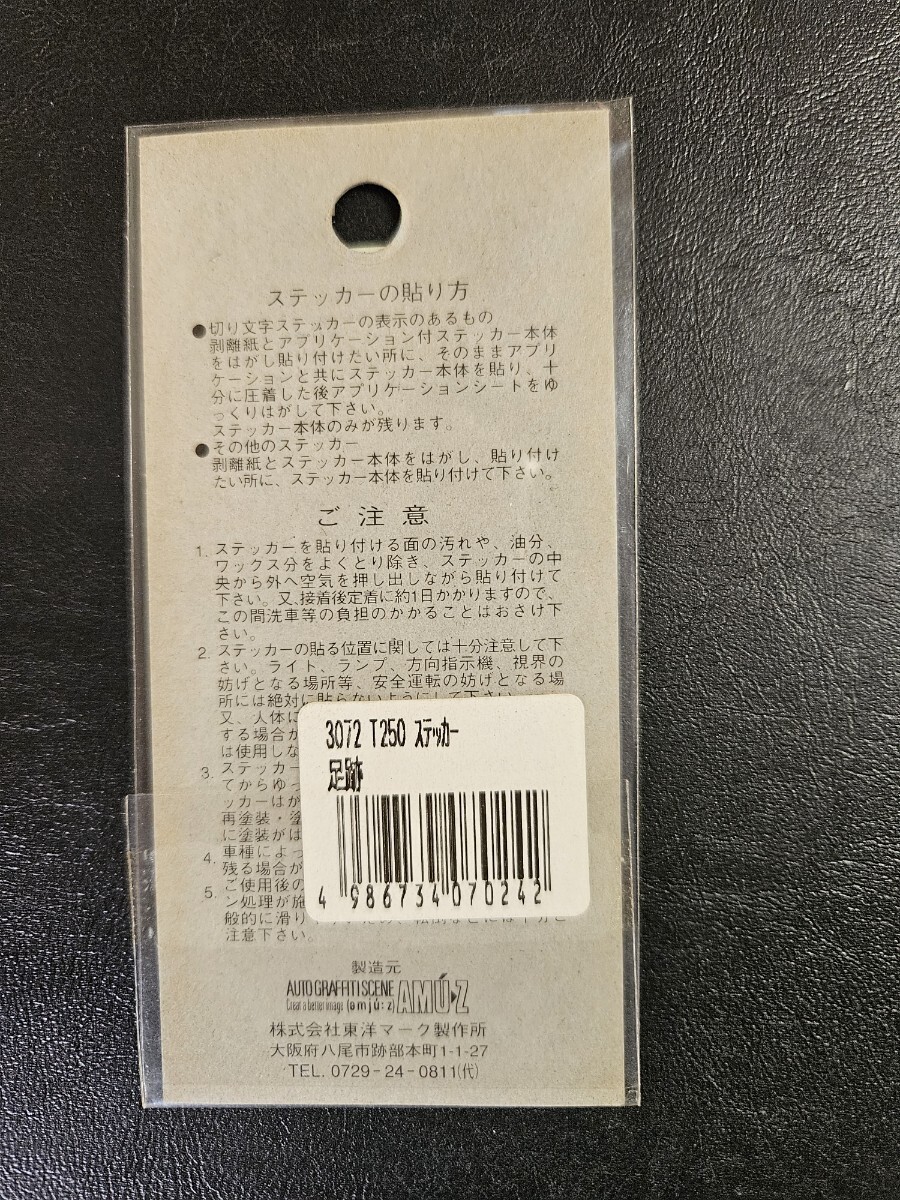 ステッカーの貼り方
●切り文字ステッカーの表示のあるもの
剥離紙とアプリケーション付ステッカー本体
をはがし貼り付けたい所に、そのままアプリ
ケーションと共にステッカー本体を貼り、十
分に圧着した後アプリケーションシートをゆ
っくりはがして下さい。
ステッカー本体のみが残ります。
●その他のステッカー
剥離紙とステッカー本体をはがし、貼り付け
たい所に、ステッカー本体を貼り付けて下さい。
ご注意
1. ステッカーを貼り付ける面の汚れや、油分、
ワックス分をよくとり除き、ステッカーの中
央から外へ空気を押し出しながら貼り付けて
下さい。又、接着後定着に約1日かかりますので、
この間洗車等の負担のかかることはおさけ下
さい。
2. ステッカーの貼る位置に関しては十分注意して下
さい。ライト、ランプ、方向指示機、視界の
妨げとなる場所等、安全運転の妨げとなる場
所には絶対に貼らないようにして下さい。
又、人体に
する場合か
は使用しな
3. ステッカー
てからゆっ
ッカーはか
再塗装・塗
に塗装がは
4. 車種によっ
残る場合が
5. ご使用後の
ン処理が施
般的に滑り
注意下さい。
3072 T250 ステッカー
足跡
4 986734 070242
製造元
AUTO GRAFFITI SCENE
Creat a better image (əmjú:z) AMÚ•Z
株式会社東洋マーク製作所
大阪府八尾市跡部本町1-1-27
TEL. 0729-24-0811(代)